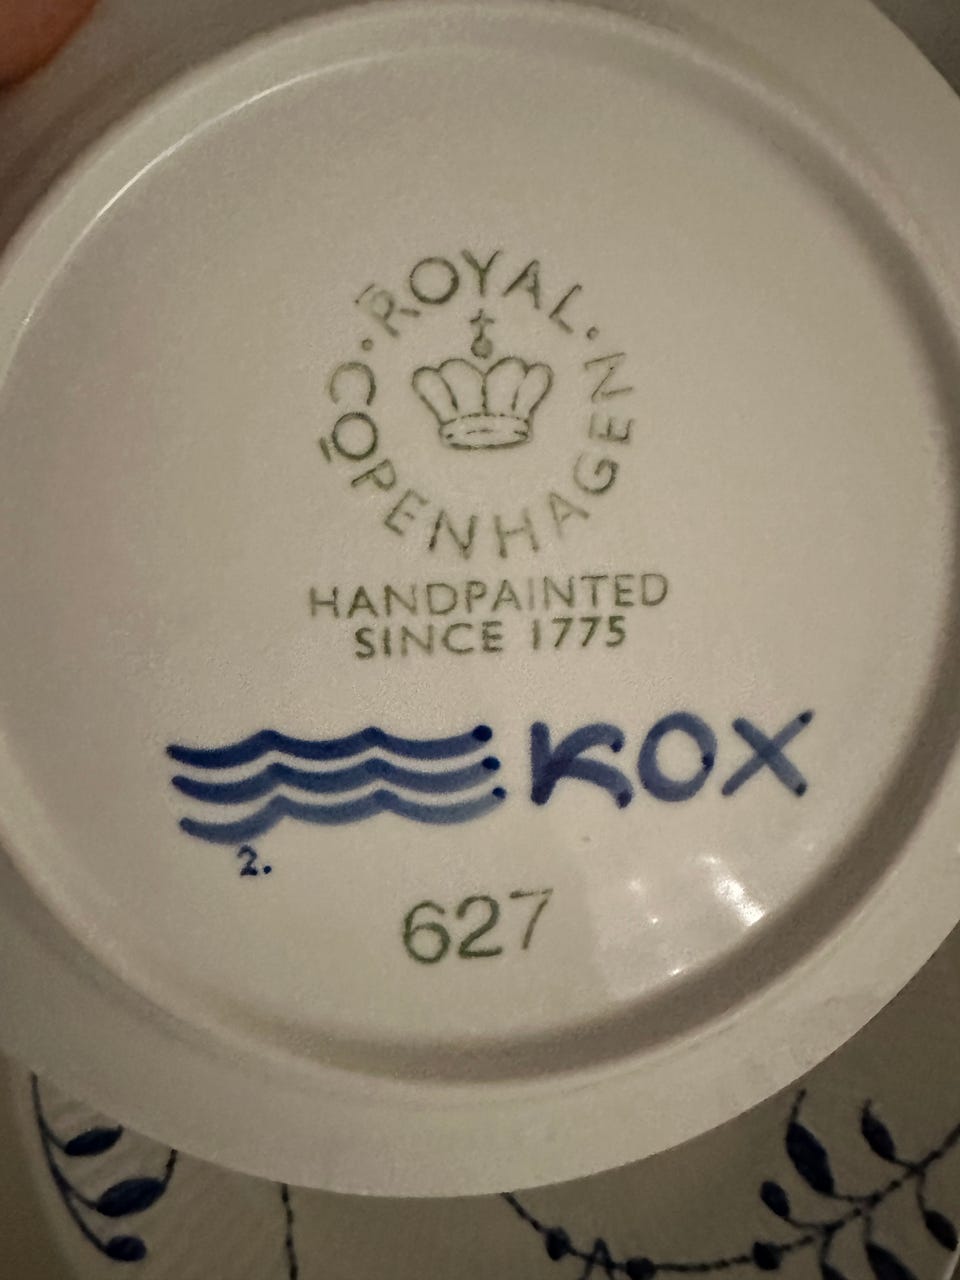 ROYAL · COPENHAGEN ·
HANDPAINTED
SINCE 1775
KOX
2.
627